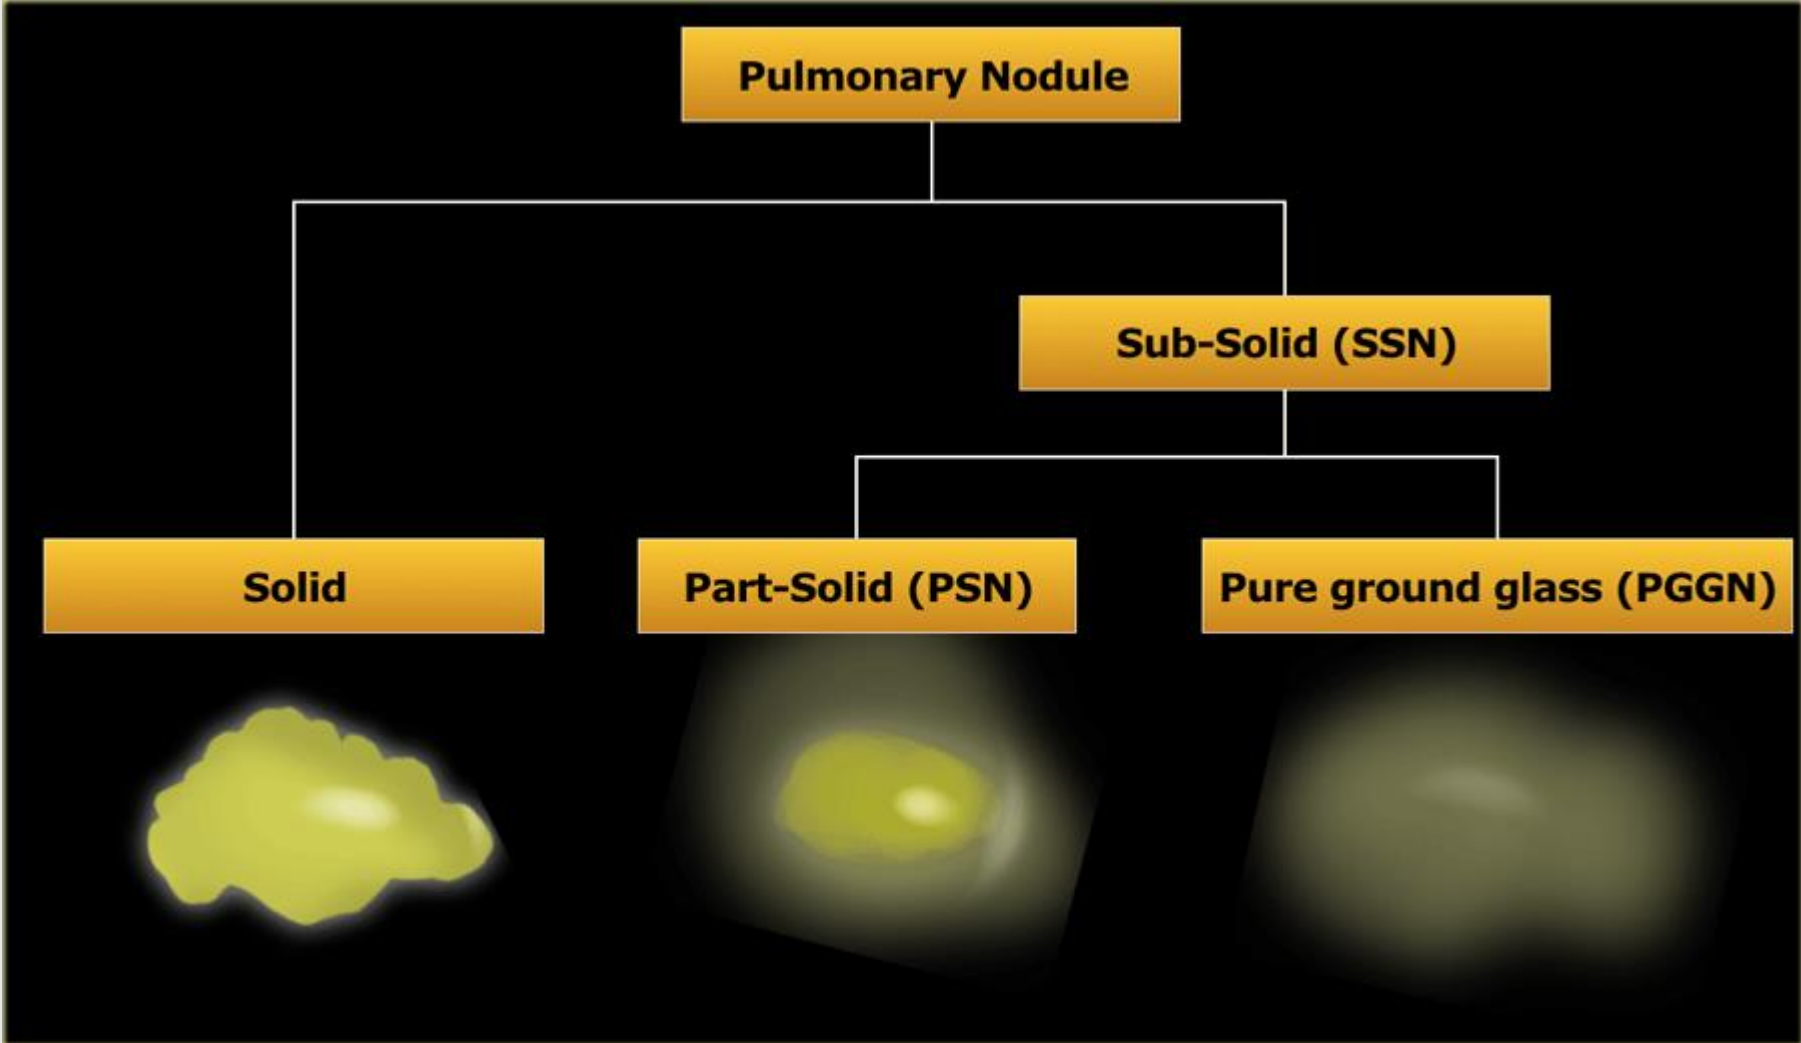 Pulmonary Nodule
Sub-Solid (SSN)
Solid
Part-Solid (PSN)
Pure ground glass (PGGN)